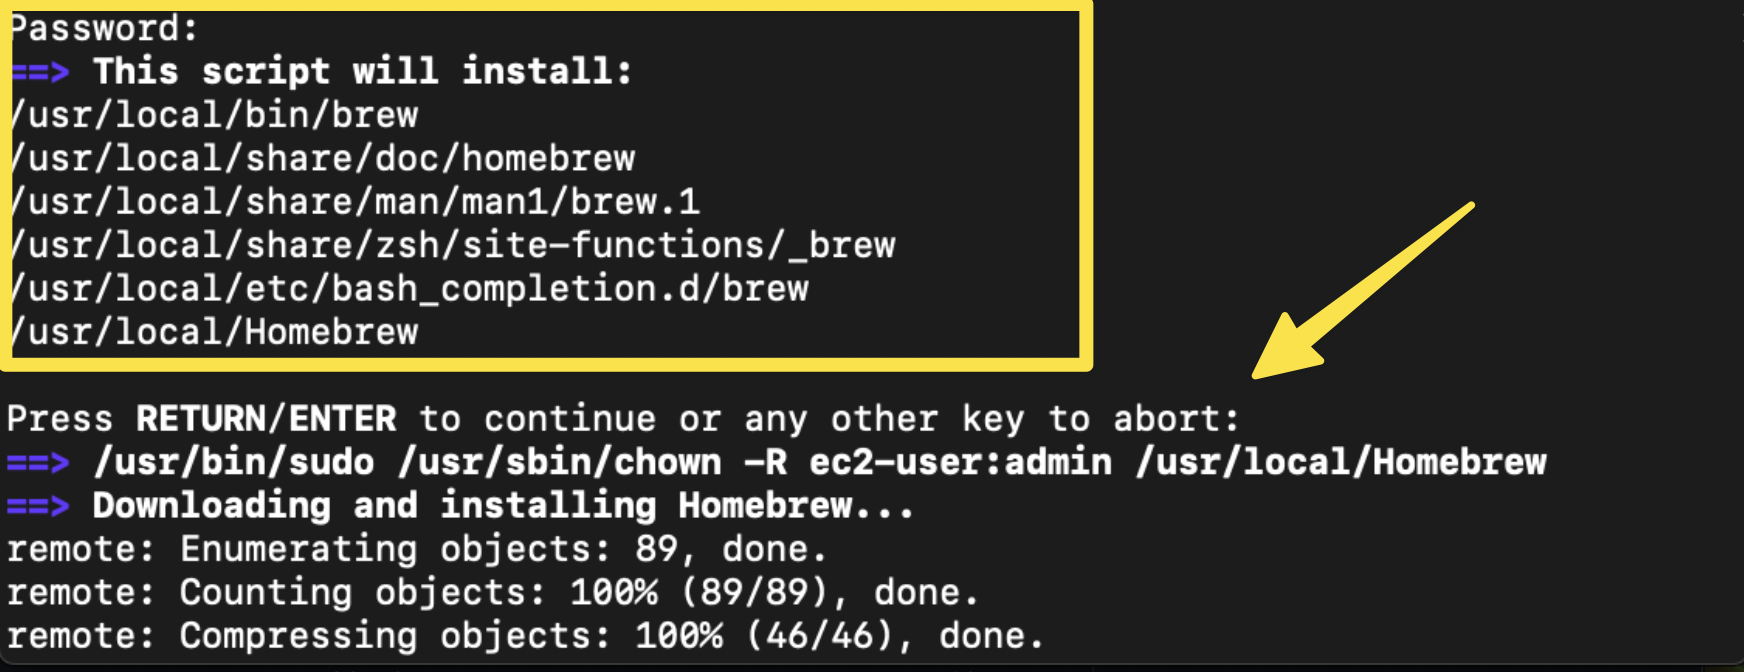 Password:
==> This script will install:
/usr/local/bin/brew
/usr/local/share/doc/homebrew
/usr/local/share/man/man1/brew.1
/usr/local/share/zsh/site-functions/_brew
/usr/local/etc/bash_completion.d/brew
/usr/local/Homebrew
Press RETURN/ENTER to continue or any other key to abort:
==> /usr/bin/sudo /usr/sbin/chown -R ec2-user:admin /usr/local/Homebrew
==> Downloading and installing Homebrew...
remote: Enumerating objects: 89, done.
remote: Counting objects: 100% (89/89), done.
remote: Compressing objects: 100% (46/46), done.